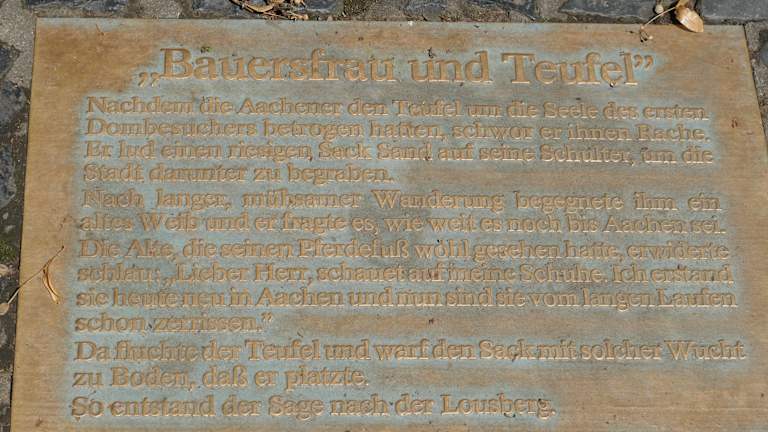 „Bauersfrau und Teufel”
Nachdem die Aachener den Teufel um die Seele des ersten
Dombesuchers betrogen hatten, schwor er ihnen Rache.
Er lud einen riesigen Sack Sand auf seine Schulter, um die
Stadt darunter zu begraben.
Nach langer, mühsamer Wanderung begegnete ihm ein
altes Weib und er fragte es, wie weit es noch bis Aachen sei.
Die Alte, die seinen Pferdefuß wohl gesehen hatte, erwiderte
schlau: „Lieber Herr, schauet auf meine Schuhe. Ich erstand
sie heute neu in Aachen und nun sind sie vom langen Laufen
schon zerrissen.”
Da fluchte der Teufel und warf den Sack mit solcher Wucht
zu Boden, daß er platzte.
So entstand der Sage nach der Lousberg.